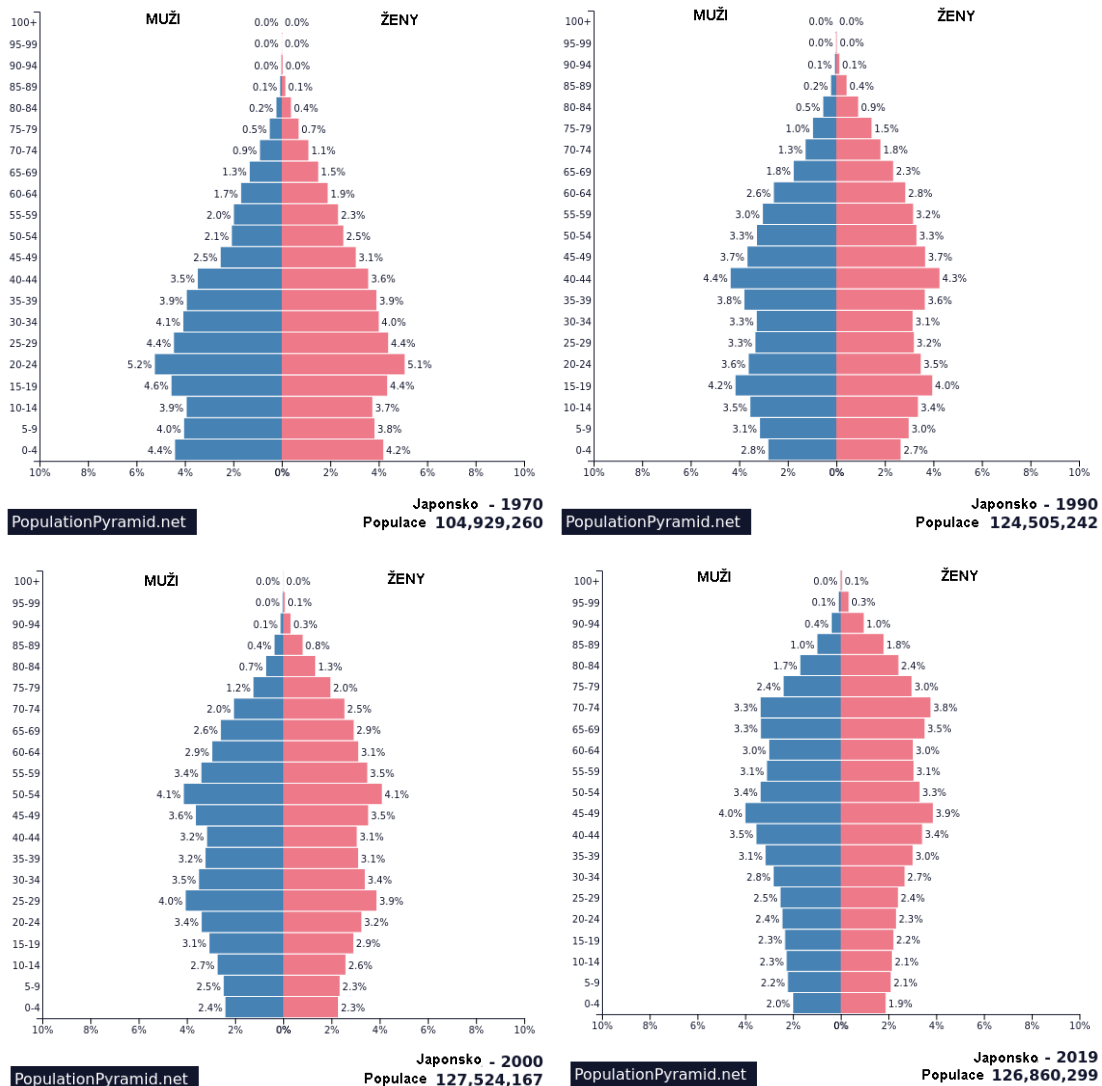 MUŽI ŽENY
100+ 0.0% 0.0%
95-99 0.0% 0.0%
90-94 0.0% 0.0%
85-89 0.1% 0.1%
80-84 0.2% 0.4%
75-79 0.5% 0.7%
70-74 0.9% 1.1%
65-69 1.3% 1.5%
60-64 1.7% 1.9%
55-59 2.0% 2.3%
50-54 2.1% 2.5%
45-49 2.5% 3.1%
40-44 3.5% 3.6%
35-39 3.9% 3.9%
30-34 4.1% 4.0%
25-29 4.4% 4.4%
20-24 5.2% 5.1%
15-19 4.6% 4.4%
10-14 3.9% 3.7%
5-9 4.0% 3.8%
0-4 4.4% 4.2%
10% 8% 6% 4% 2% 0% 2% 4% 6% 8% 10%
Japonsko - 1970
PopulationPyramid.net Populace 104,929,260
MUŽI ŽENY
100+ 0.0% 0.0%
95-99 0.0% 0.0%
90-94 0.1% 0.1%
85-89 0.2% 0.4%
80-84 0.5% 0.9%
75-79 1.0% 1.5%
70-74 1.3% 1.8%
65-69 1.8% 2.3%
60-64 2.6% 2.8%
55-59 3.0% 3.2%
50-54 3.3% 3.3%
45-49 3.7% 3.7%
40-44 4.4% 4.3%
35-39 3.8% 3.6%
30-34 3.3% 3.1%
25-29 3.3% 3.2%
20-24 3.6% 3.5%
15-19 4.2% 4.0%
10-14 3.5% 3.4%
5-9 3.1% 3.0%
0-4 2.8% 2.7%
10% 8% 6% 4% 2% 0% 2% 4% 6% 8% 10%
Japonsko - 1990
PopulationPyramid.net Populace 124,505,242
MUŽI ŽENY
100+ 0.0% 0.0%
95-99 0.0% 0.1%
90-94 0.1% 0.3%
85-89 0.4% 0.8%
80-84 0.7% 1.3%
75-79 1.2% 2.0%
70-74 2.0% 2.5%
65-69 2.6% 2.9%
60-64 2.9% 3.1%
55-59 3.4% 3.5%
50-54 4.1% 4.1%
45-49 3.6% 3.5%
40-44 3.2% 3.1%
35-39 3.2% 3.1%
30-34 3.5% 3.4%
25-29 4.0% 3.9%
20-24 3.4% 3.2%
15-19 3.1% 2.9%
10-14 2.7% 2.6%
5-9 2.5% 2.3%
0-4 2.4% 2.3%
10% 8% 6% 4% 2% 0% 2% 4% 6% 8% 10%
Japonsko - 2000
PopulationPyramid.net Populace 127,524,167
MUŽI ŽENY
100+ 0.0% 0.1%
95-99 0.1% 0.3%
90-94 0.4% 1.0%
85-89 1.0% 1.8%
80-84 1.7% 2.4%
75-79 2.4% 3.0%
70-74 3.3% 3.8%
65-69 3.3% 3.5%
60-64 3.0% 3.0%
55-59 3.1% 3.1%
50-54 3.4% 3.3%
45-49 4.0% 3.9%
40-44 3.5% 3.4%
35-39 3.1% 3.0%
30-34 2.8% 2.7%
25-29 2.5% 2.4%
20-24 2.4% 2.3%
15-19 2.3% 2.2%
10-14 2.3% 2.1%
5-9 2.2% 2.1%
0-4 2.0% 1.9%
10% 8% 6% 4% 2% 0% 2% 4% 6% 8% 10%
Japonsko - 2019
PopulationPyramid.net Populace 126,860,299